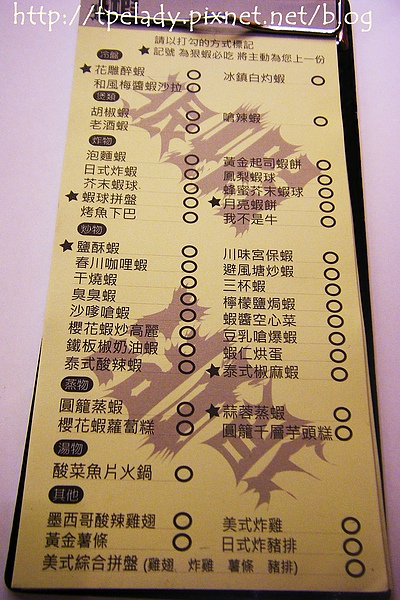 http://tpelady.pixnet.net/blog
請以打勾的方式標記
★記號 為狠蝦必吃 將主動為您上一份
冷盤
★花雕醉蝦 冰鎮白灼蝦
和風梅醬蝦沙拉
煲類
胡椒蝦 嗆辣蝦
老酒蝦
炸物
泡麵蝦 黃金起司蝦餅
日式炸蝦 鳳梨蝦球
芥末蝦球 蜂蜜芥末蝦球
★蝦球拼盤 ★月亮蝦餅
烤魚下巴 我不是牛
炒物
★鹽酥蝦 川味宮保蝦
春川咖哩蝦 避風塘炒蝦
干燒蝦 三杯蝦
臭臭蝦 檸檬鹽焗蝦
沙嗲嗆蝦 蝦醬空心菜
櫻花蝦炒高麗 豆乳嗆爆蝦
鐵板椒奶油蝦 蝦仁烘蛋
泰式酸辣蝦 ★泰式椒麻蝦
蒸物
圓籠蒸蝦 ★蒜蓉蒸蝦
櫻花蝦蘿蔔糕 圓籠千層芋頭糕
湯物
酸菜魚片火鍋
其他
墨西哥酸辣雞翅 美式炸雞
黃金薯條 日式炸豬排
美式綜合拼盤 (雞翅 炸雞 薯條 豬排)